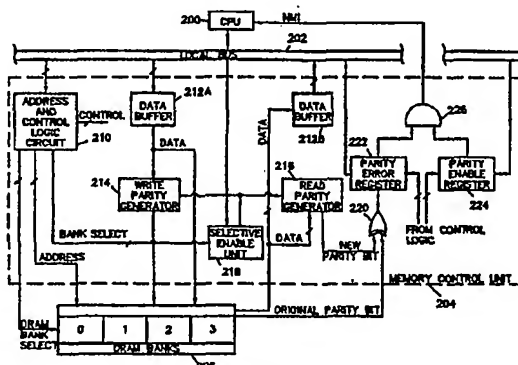 200
CPU
NMI
202
LOCAL BUS
ADDRESS AND CONTROL LOGIC CIRCUIT 210
CONTROL
212A
DATA BUFFER
DATA
DATA
DATA BUFFER
212B
226
222
PARITY ERROR REGISTER
PARITY ENABLE REGISTER
224
214
WRITE PARITY GENERATOR
216
READ PARITY GENERATOR
220
FROM CONTROL LOGIC
BANK SELECT
SELECTIVE ENABLE UNIT
218
DATA
NEW PARITY BIT
ADDRESS
MEMORY CONTROL UNIT
204
DRAM BANK SELECT
ORIGINAL PARITY BIT
0 1 2 3
DRAM BANKS